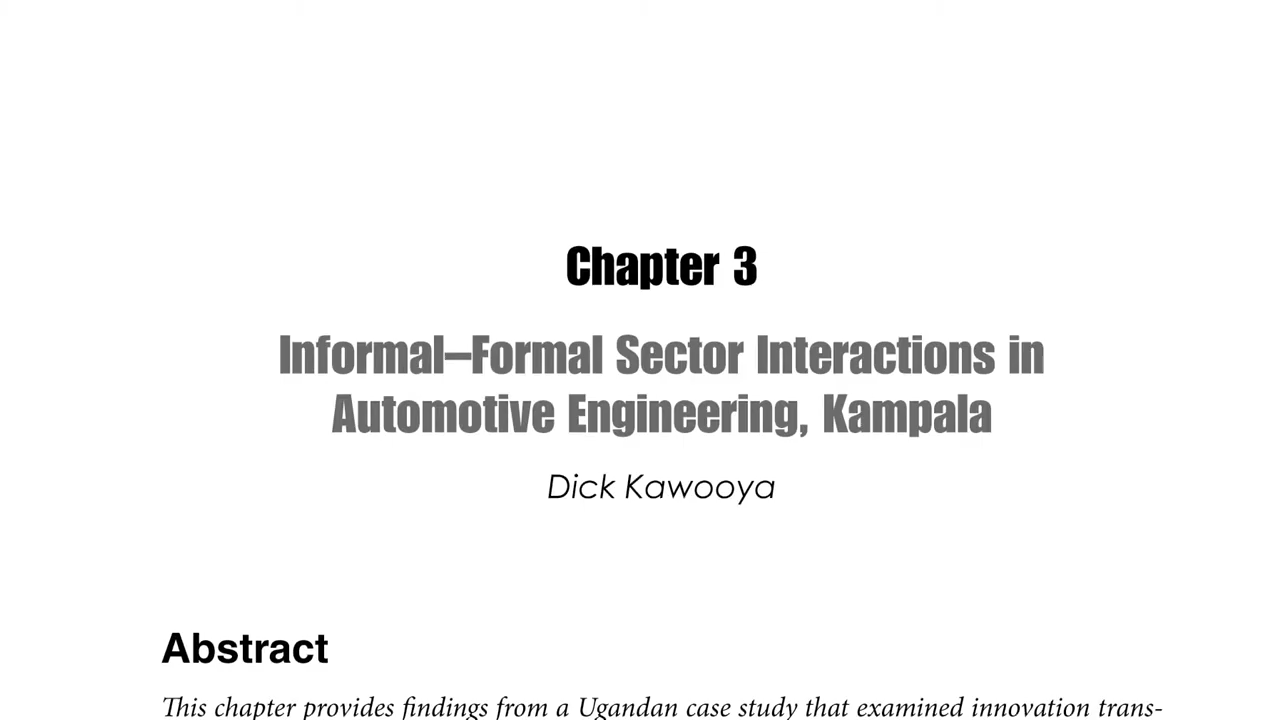 Chapter 3
Informal–Formal Sector Interactions in
Automotive Engineering, Kampala
Dick Kawooya
Abstract
This chapter provides findings from a Ugandan case study that examined innovation trans-